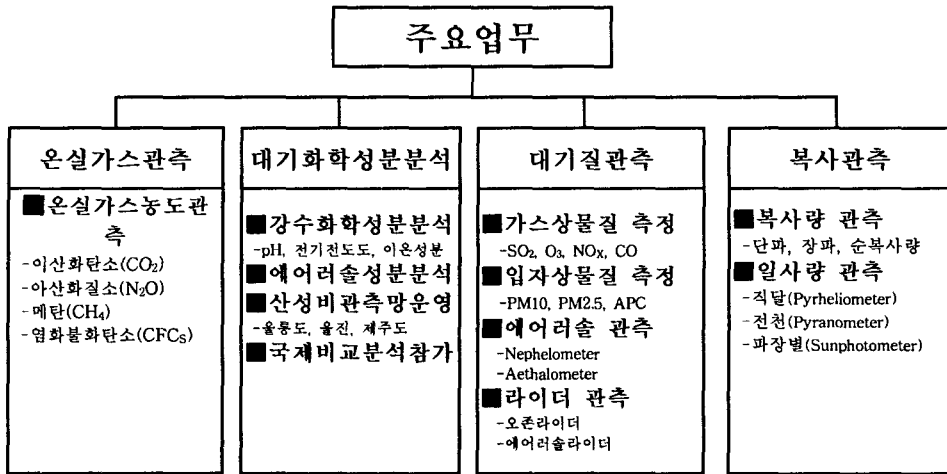 주요업무
온실가스관측
■온실가스농도관
측
-이산화탄소(CO₂)
-아산화질소(N₂O)
-메탄(CH₄)
-염화불화탄소(CFCs)
대기화학성분분석
■강수화학성분분석
-pH, 전기전도도, 이온성분
■에어러솔성분분석
■산성비관측망운영
-울릉도, 울진, 제주도
■국제비교분석참가
대기질관측
■가스상물질 측정
-SO₂, O₃, NOx, CO
■입자상물질 측정
-PM10, PM2.5, APC
■에어러솔 관측
-Nephelometer
-Aethalometer
■라이더 관측
-오존라이더
-에어러솔라이더
복사관측
■복사량 관측
-단파, 장파, 순복사량
■일사량 관측
-직달(Pyrheliometer)
-전천(Pyranometer)
-파장별(Sunphotometer)